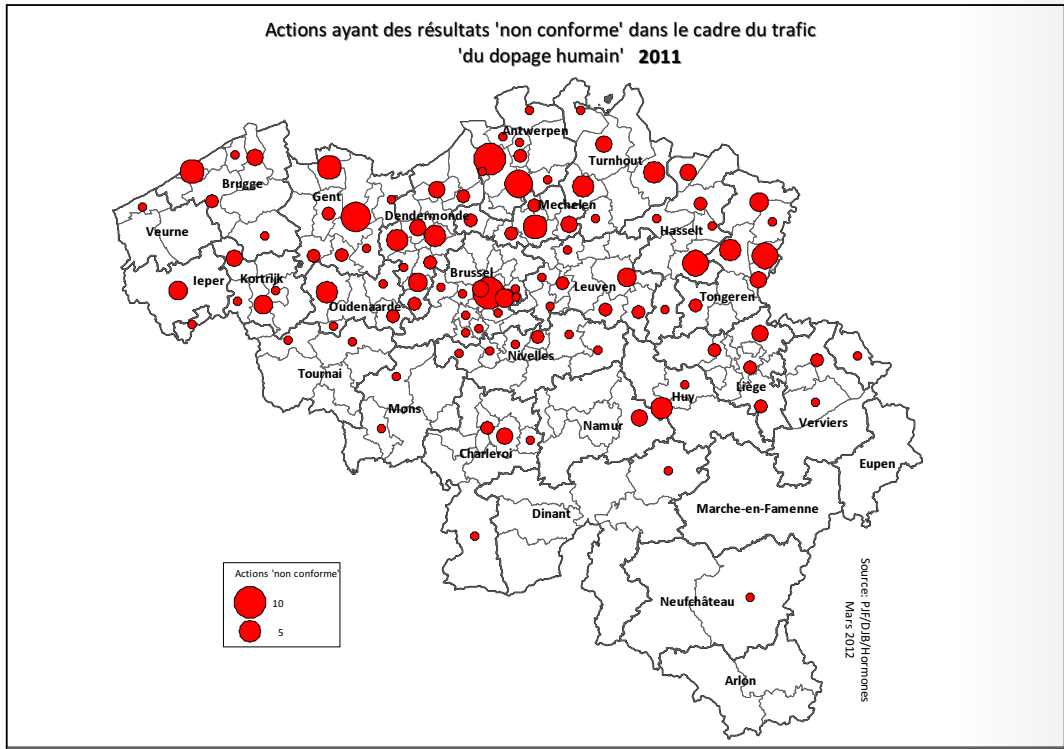 Actions ayant des résultats 'non conforme' dans le cadre du trafic
'du dopage humain' 2011
Antwerpen
Turnhout
Brugge
Gent
Mechelen
Dendermonde
Veurne
Hasselt
Brussel
Ieper
Kortrijk
Leuven
Tongeren
Oudenaarde
Nivelles
Tournai
Liège
Huy
Mons
Verviers
Namur
Charleroi
Eupen
Marche-en-Famenne
Dinant
Actions 'non conforme'
10
5
Neufchâteau
Arlon
Source: PJF/DJB/Hormones
Mars 2012